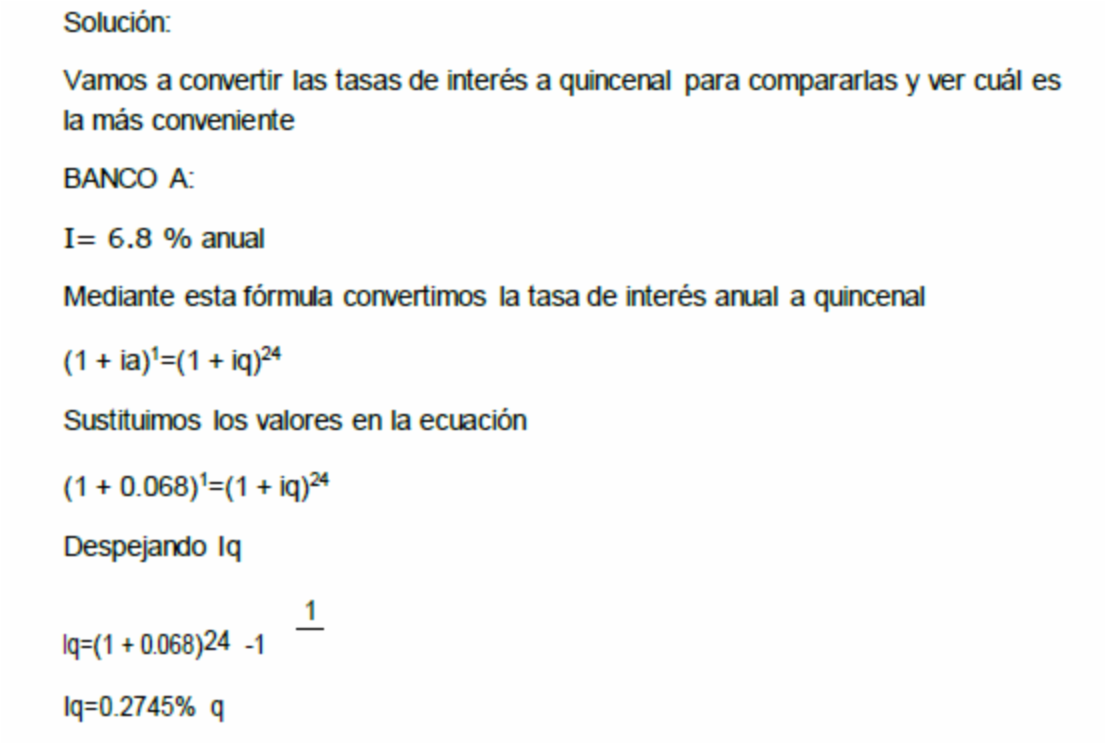 Solución:
Vamos a convertir las tasas de interés a quincenal para compararlas y ver cuál es
la más conveniente
BANCO A:
I= 6.8 % anual
Mediante esta fórmula convertimos la tasa de interés anual a quincenal
(1 + ia)¹=(1 + iq)²⁴
Sustituimos los valores en la ecuación
(1 + 0.068)¹=(1 + iq)²⁴
Despejando Iq
1
Iq=(1 + 0.068)24 -1
Iq=0.2745% q